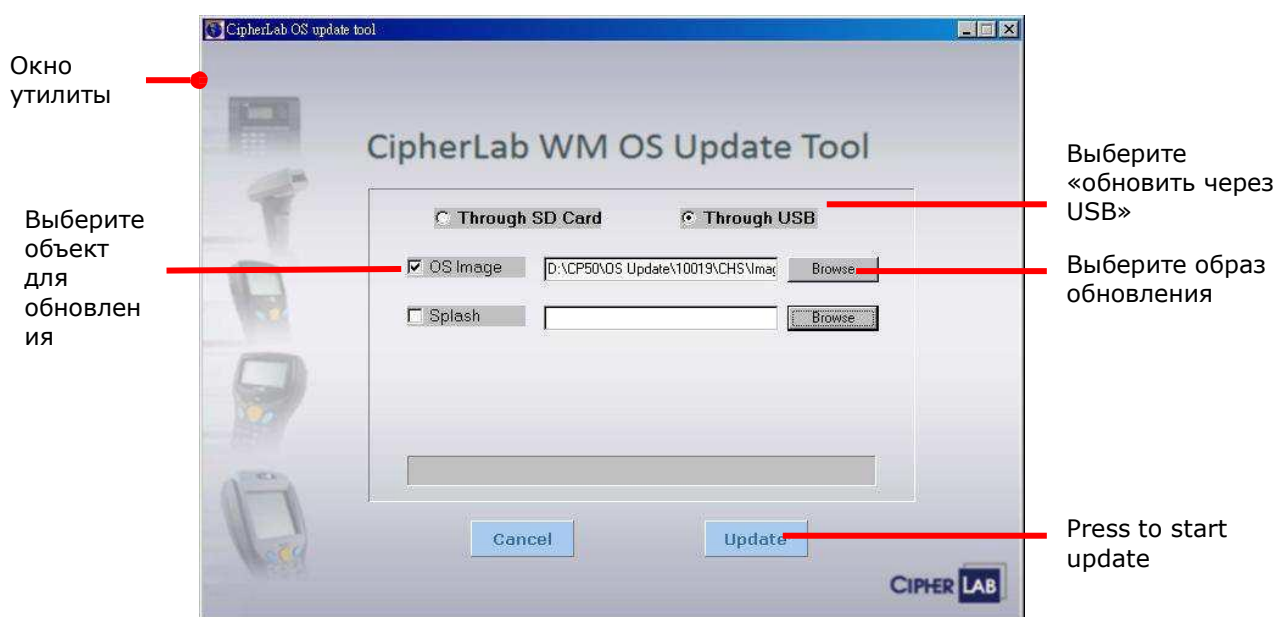 CipherLab OS update tool
Окно
утилиты
CipherLab WM OS Update Tool
Выберите
«обновить через
USB»
Through SD Card
Through USB
Выберите
объект
для
обновлен
ия
OS Image
D:\CP50\OS Update\10019\CHS\Imag
Browse
Выберите образ
обновления
Splash
Browse
Cancel
Update
Press to start
update
CIPHER LAB